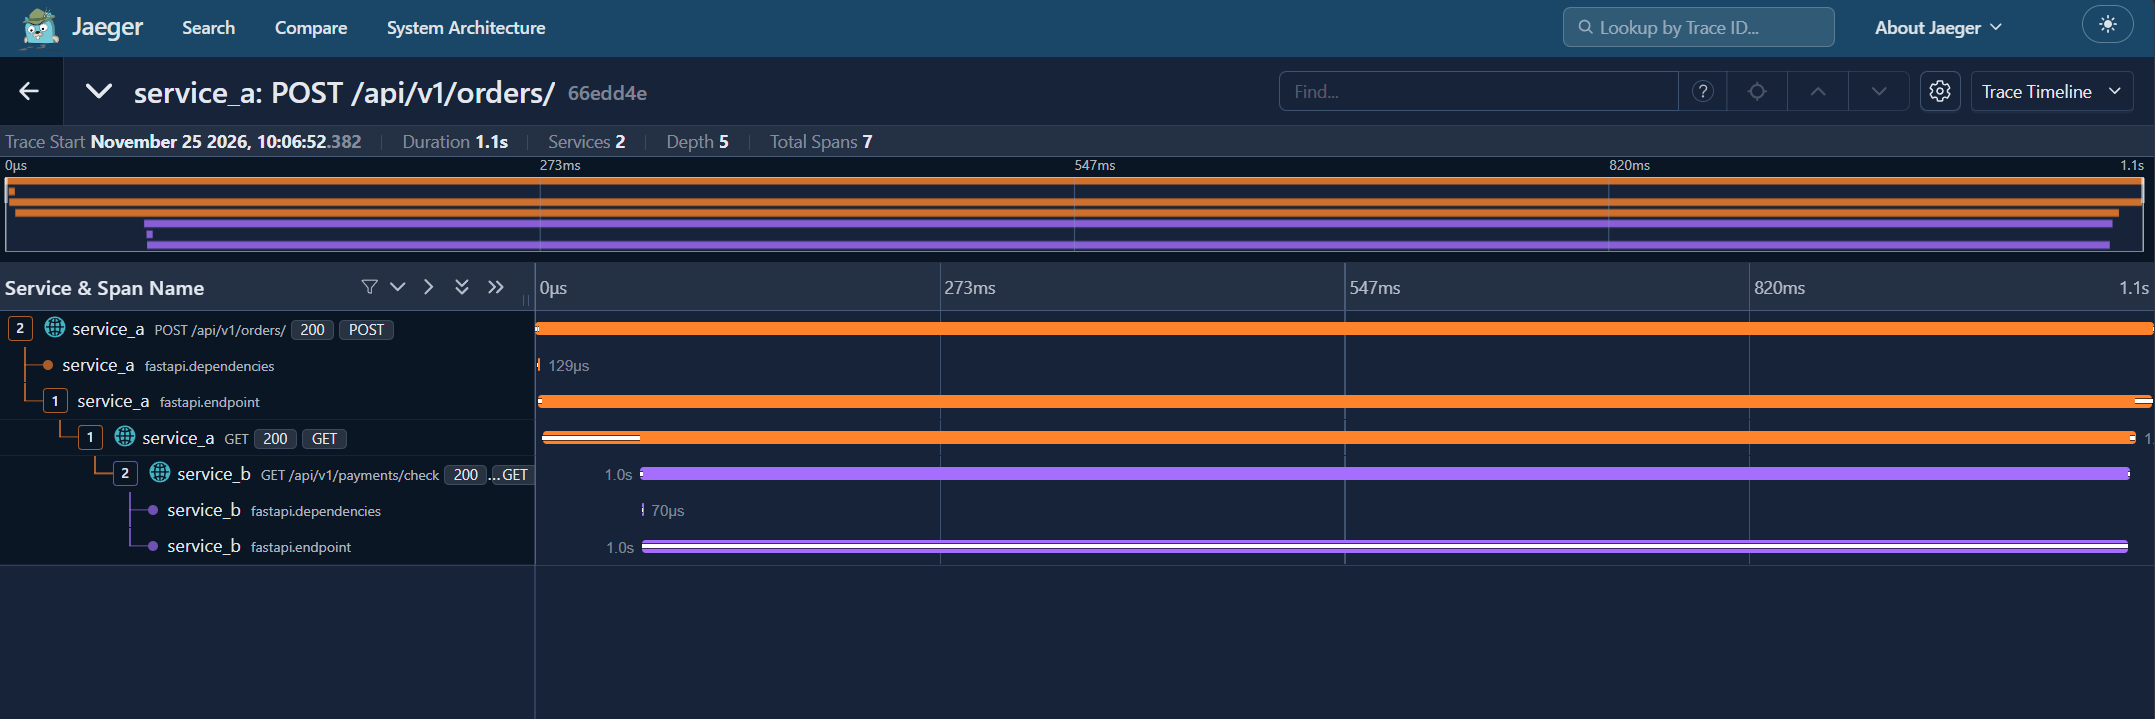 Jaeger Search Compare System Architecture Lookup by Trace ID... About Jaeger
service_a: POST /api/v1/orders/ 66edd4e Find... ? Trace Timeline
Trace Start November 25 2026, 10:06:52.382 Duration 1.1s Services 2 Depth 5 Total Spans 7
0μs 273ms 547ms 820ms 1.1s
Service & Span Name 0μs 273ms 547ms 820ms 1.1s
2 service_a POST /api/v1/orders/ 200 POST
service_a fastapi.dependencies 129μs
1 service_a fastapi.endpoint
1 service_a GET 200 GET 1.
2 service_b GET /api/v1/payments/check 200 ...GET 1.0s
service_b fastapi.dependencies 70μs
service_b fastapi.endpoint 1.0s